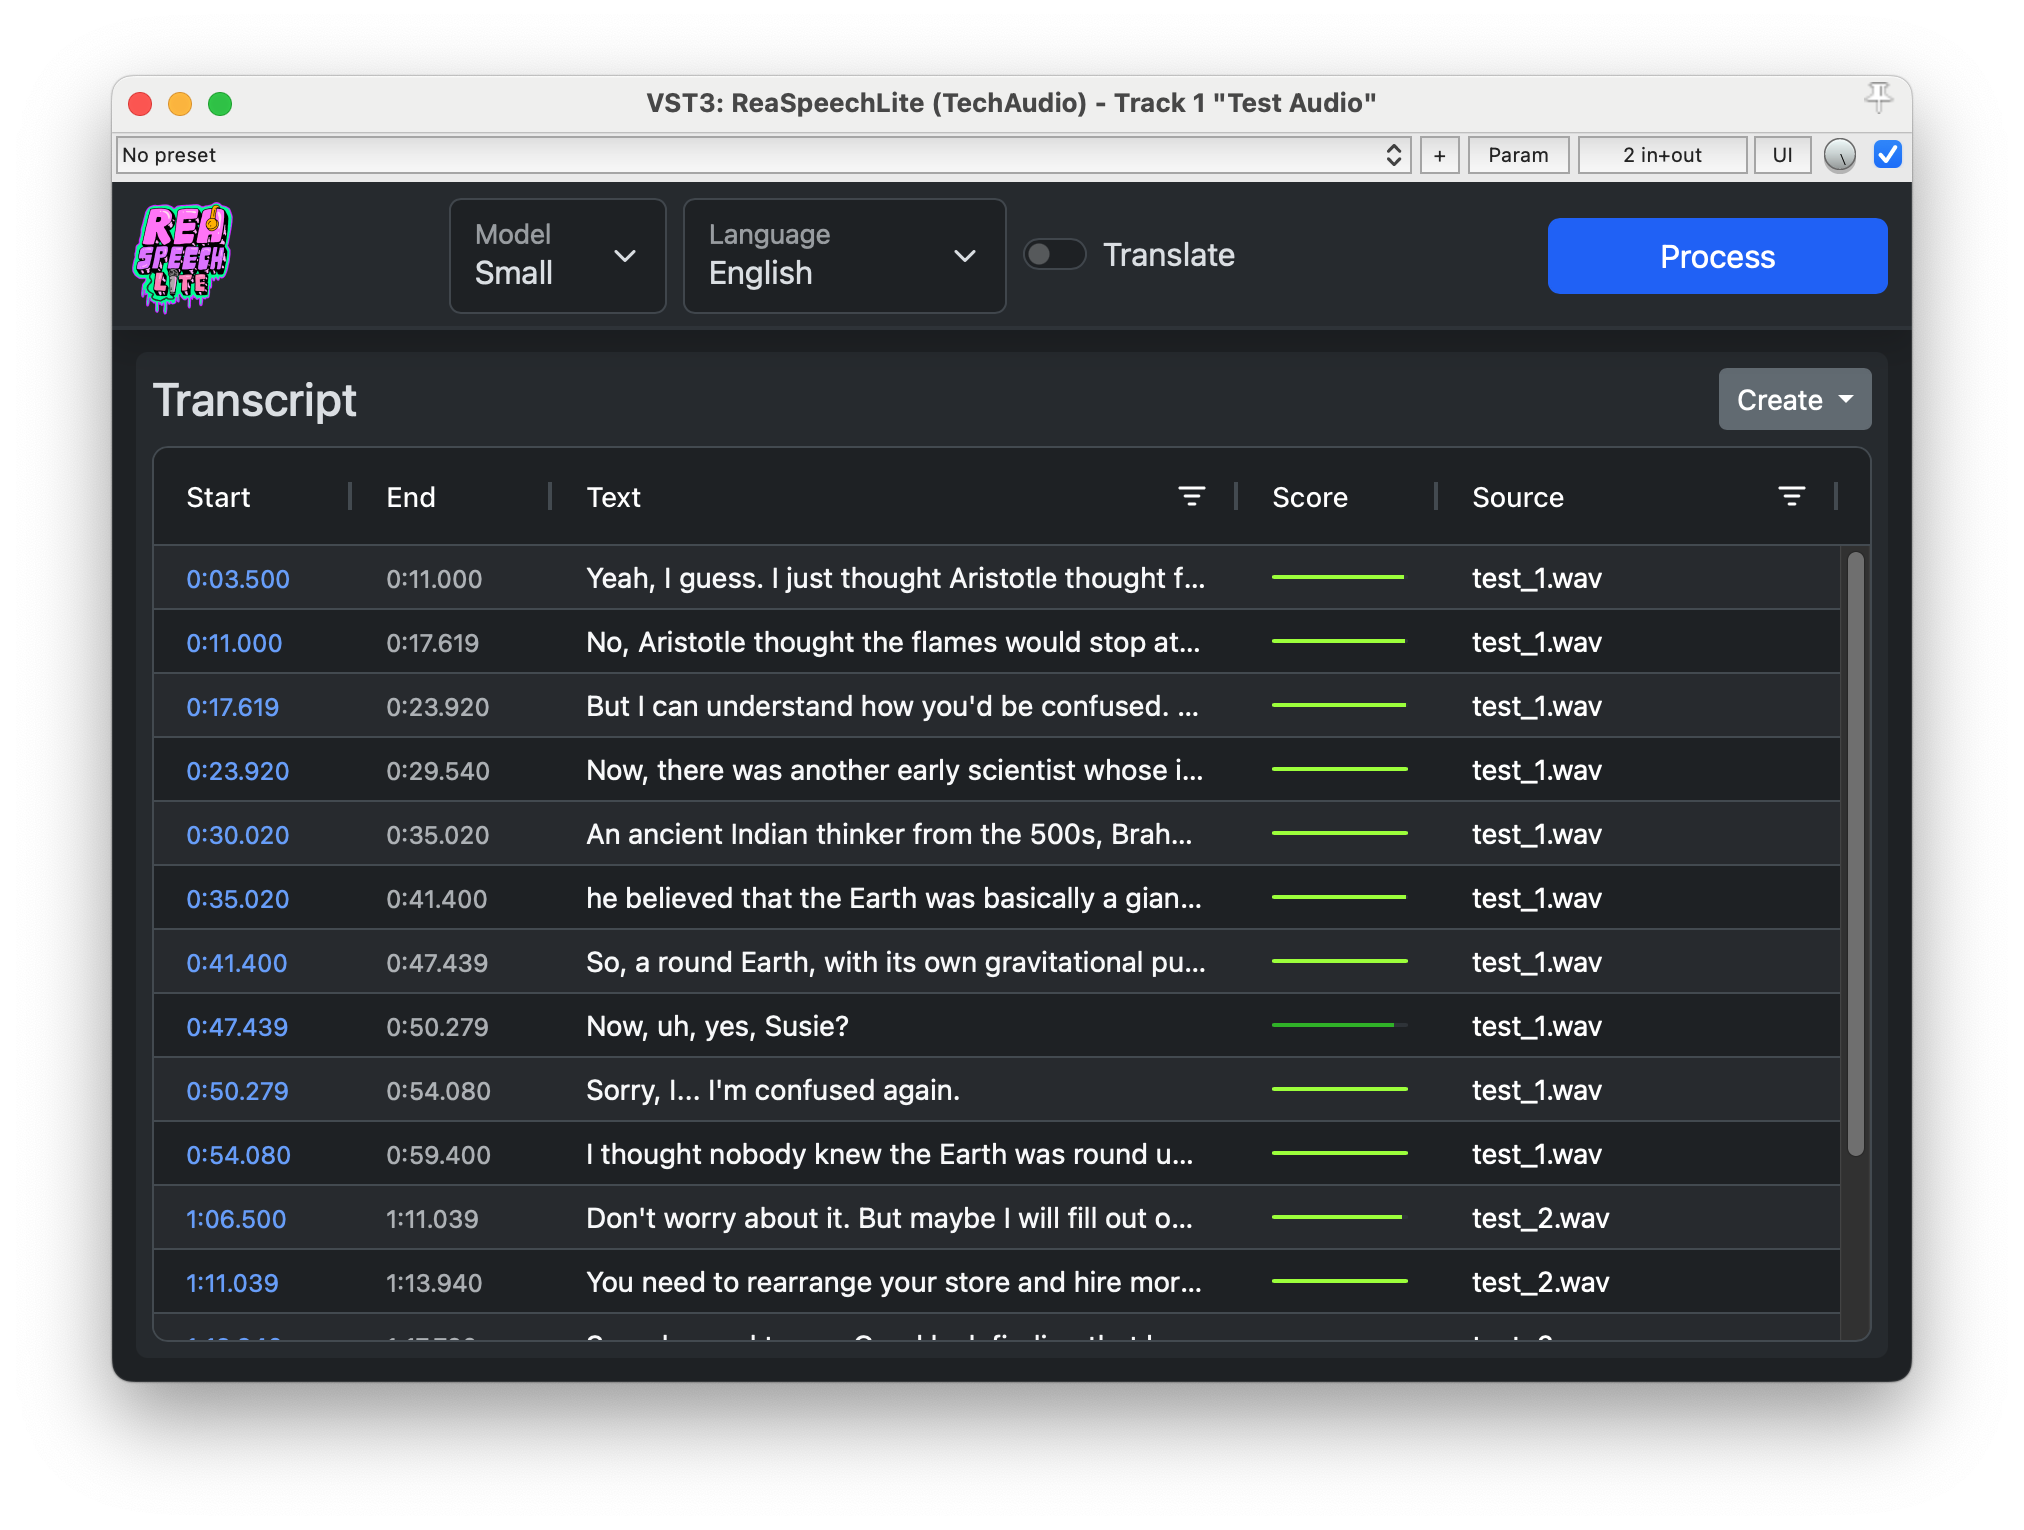 VST3: ReaSpeechLite (TechAudio) - Track 1 "Test Audio"
No preset + Param 2 in+out UI
REA
SPEECH
LITE
Model
Small
Language
English
Translate
Process
Transcript
Create
Start End Text Score Source
0:03.500 0:11.000 Yeah, I guess. I just thought Aristotle thought f... test_1.wav
0:11.000 0:17.619 No, Aristotle thought the flames would stop at... test_1.wav
0:17.619 0:23.920 But I can understand how you'd be confused. ... test_1.wav
0:23.920 0:29.540 Now, there was another early scientist whose i... test_1.wav
0:30.020 0:35.020 An ancient Indian thinker from the 500s, Brah... test_1.wav
0:35.020 0:41.400 he believed that the Earth was basically a gian... test_1.wav
0:41.400 0:47.439 So, a round Earth, with its own gravitational pu... test_1.wav
0:47.439 0:50.279 Now, uh, yes, Susie? test_1.wav
0:50.279 0:54.080 Sorry, I... I'm confused again. test_1.wav
0:54.080 0:59.400 I thought nobody knew the Earth was round u... test_1.wav
1:06.500 1:11.039 Don't worry about it. But maybe I will fill out o... test_2.wav
1:11.039 1:13.940 You need to rearrange your store and hire mor... test_2.wav